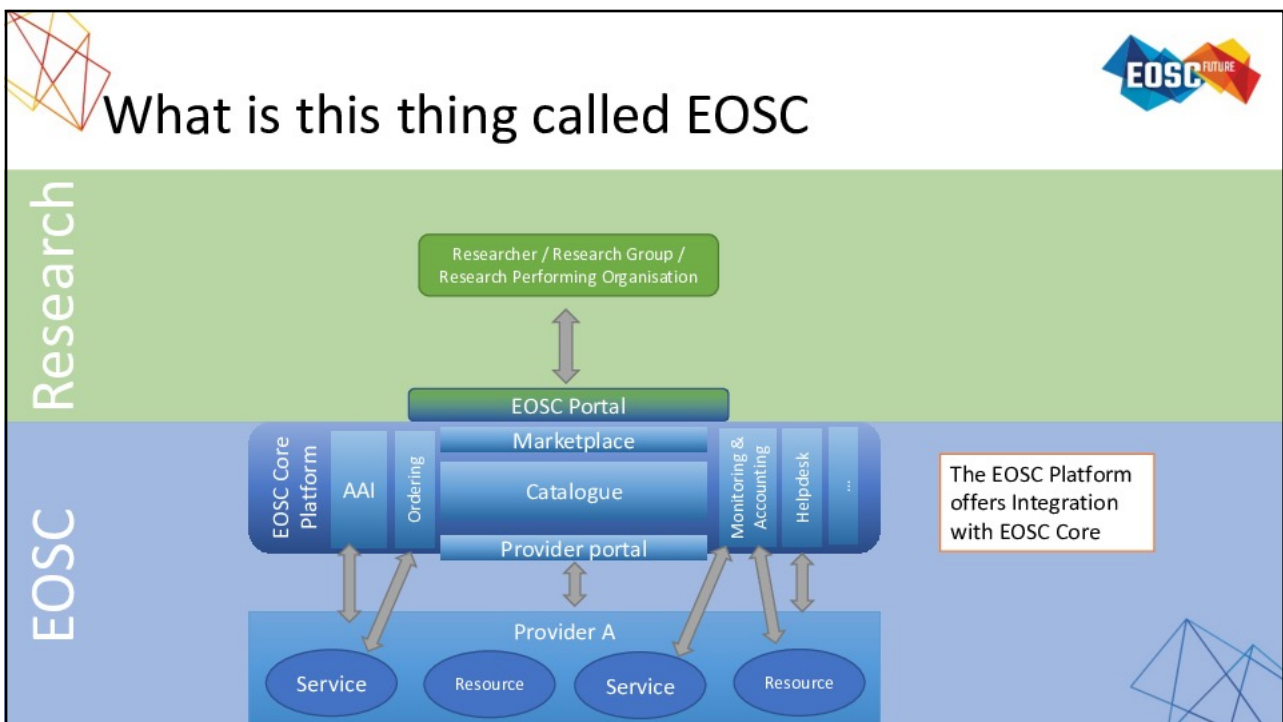 What is this thing called EOSC
EOSC FUTURE
Research
Researcher / Research Group /
Research Performing Organisation
EOSC Portal
EOSC
EOSC Core
Platform
AAI
Ordering
Marketplace
Catalogue
Provider portal
Monitoring &
Accounting
Helpdesk
...
The EOSC Platform
offers Integration
with EOSC Core
Provider A
Service
Resource
Service
Resource